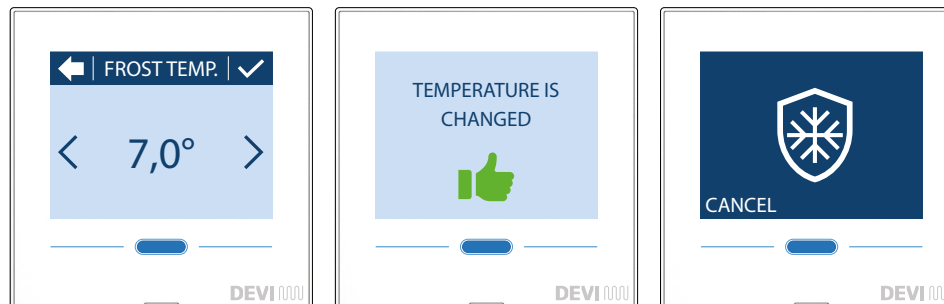 FROST TEMP.
7,0°
DEVI
TEMPERATURE IS
CHANGED
DEVI
CANCEL
DEVI